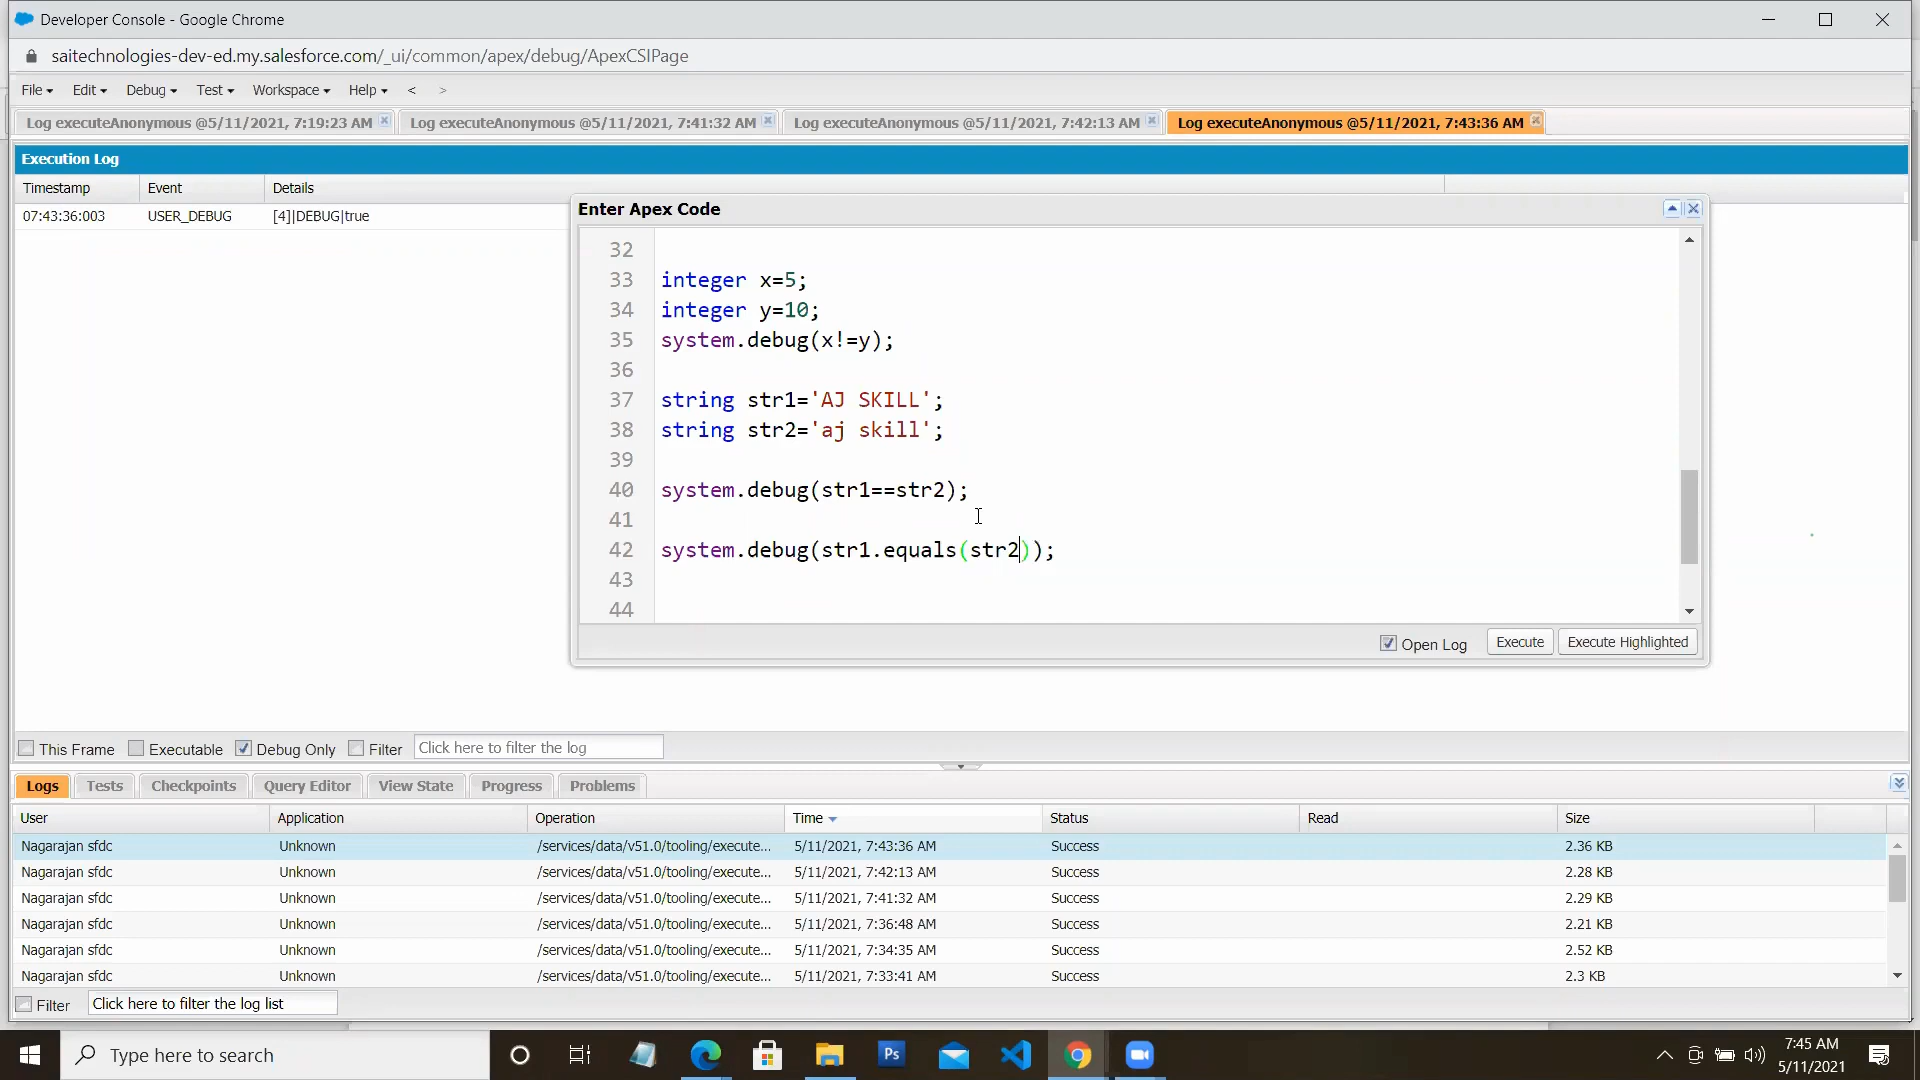 Developer Console - Google Chrome
saitechnologies-dev-ed.my.salesforce.com/_ui/common/apex/debug/ApexCSIPage
File Edit Debug Test Workspace Help < >
Log executeAnonymous @5/11/2021, 7:19:23 AM Log executeAnonymous @5/11/2021, 7:41:32 AM Log executeAnonymous @5/11/2021, 7:42:13 AM Log executeAnonymous @5/11/2021, 7:43:36 AM
Execution Log
Timestamp Event Details
07:43:36:003 USER_DEBUG [4]|DEBUG|true
Enter Apex Code
32
33 integer x=5;
34 integer y=10;
35 system.debug(x!=y);
36
37 string str1='AJ SKILL';
38 string str2='aj skill';
39
40 system.debug(str1==str2);
41
42 system.debug(str1.equals(str2));
43
44
Open Log Execute Execute Highlighted
This Frame Executable Debug Only Filter Click here to filter the log
Logs Tests Checkpoints Query Editor View State Progress Problems
User Application Operation Time Status Read Size
Nagarajan sfdc Unknown /services/data/v51.0/tooling/execute... 5/11/2021, 7:43:36 AM Success 2.36 KB
Nagarajan sfdc Unknown /services/data/v51.0/tooling/execute... 5/11/2021, 7:42:13 AM Success 2.28 KB
Nagarajan sfdc Unknown /services/data/v51.0/tooling/execute... 5/11/2021, 7:41:32 AM Success 2.29 KB
Nagarajan sfdc Unknown /services/data/v51.0/tooling/execute... 5/11/2021, 7:36:48 AM Success 2.21 KB
Nagarajan sfdc Unknown /services/data/v51.0/tooling/execute... 5/11/2021, 7:34:35 AM Success 2.52 KB
Nagarajan sfdc Unknown /services/data/v51.0/tooling/execute... 5/11/2021, 7:33:41 AM Success 2.3 KB
Filter Click here to filter the log list
Type here to search
Ps
7:45 AM
5/11/2021